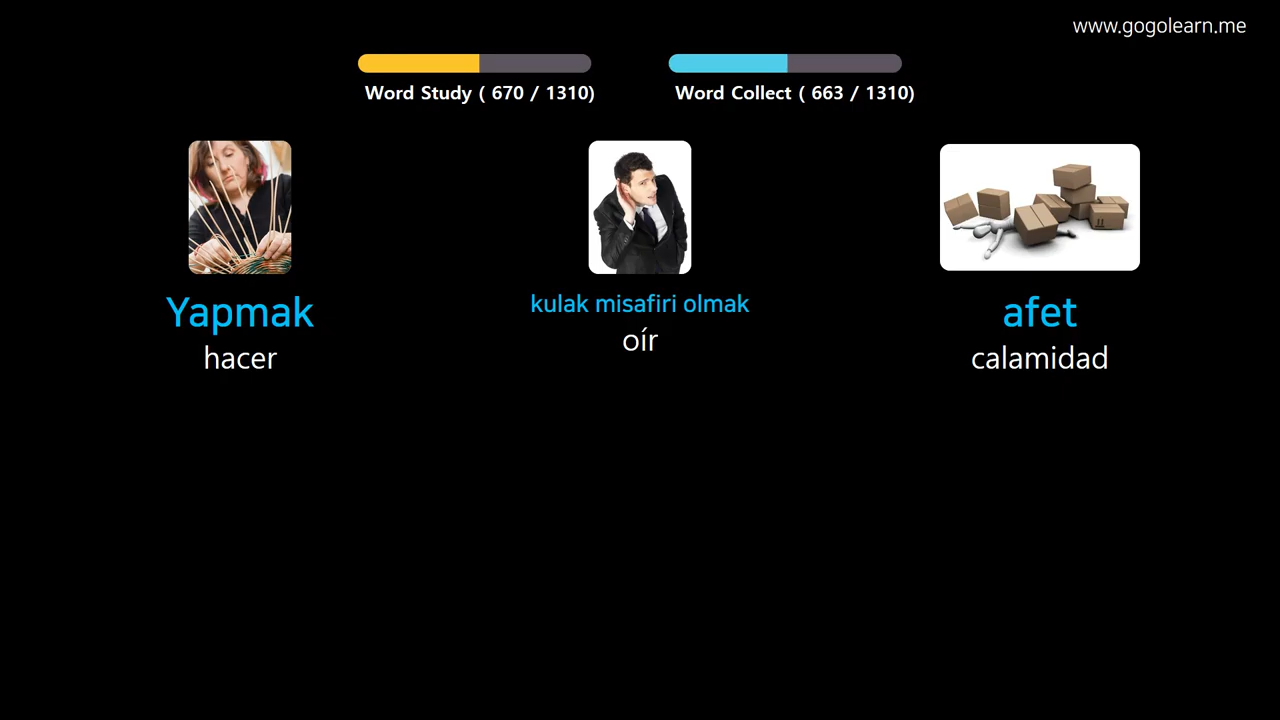 www.gogolearn.me
Word Study ( 670 / 1310)
Word Collect ( 663 / 1310)
Yapmak
hacer
kulak misafiri olmak
oír
afet
calamidad